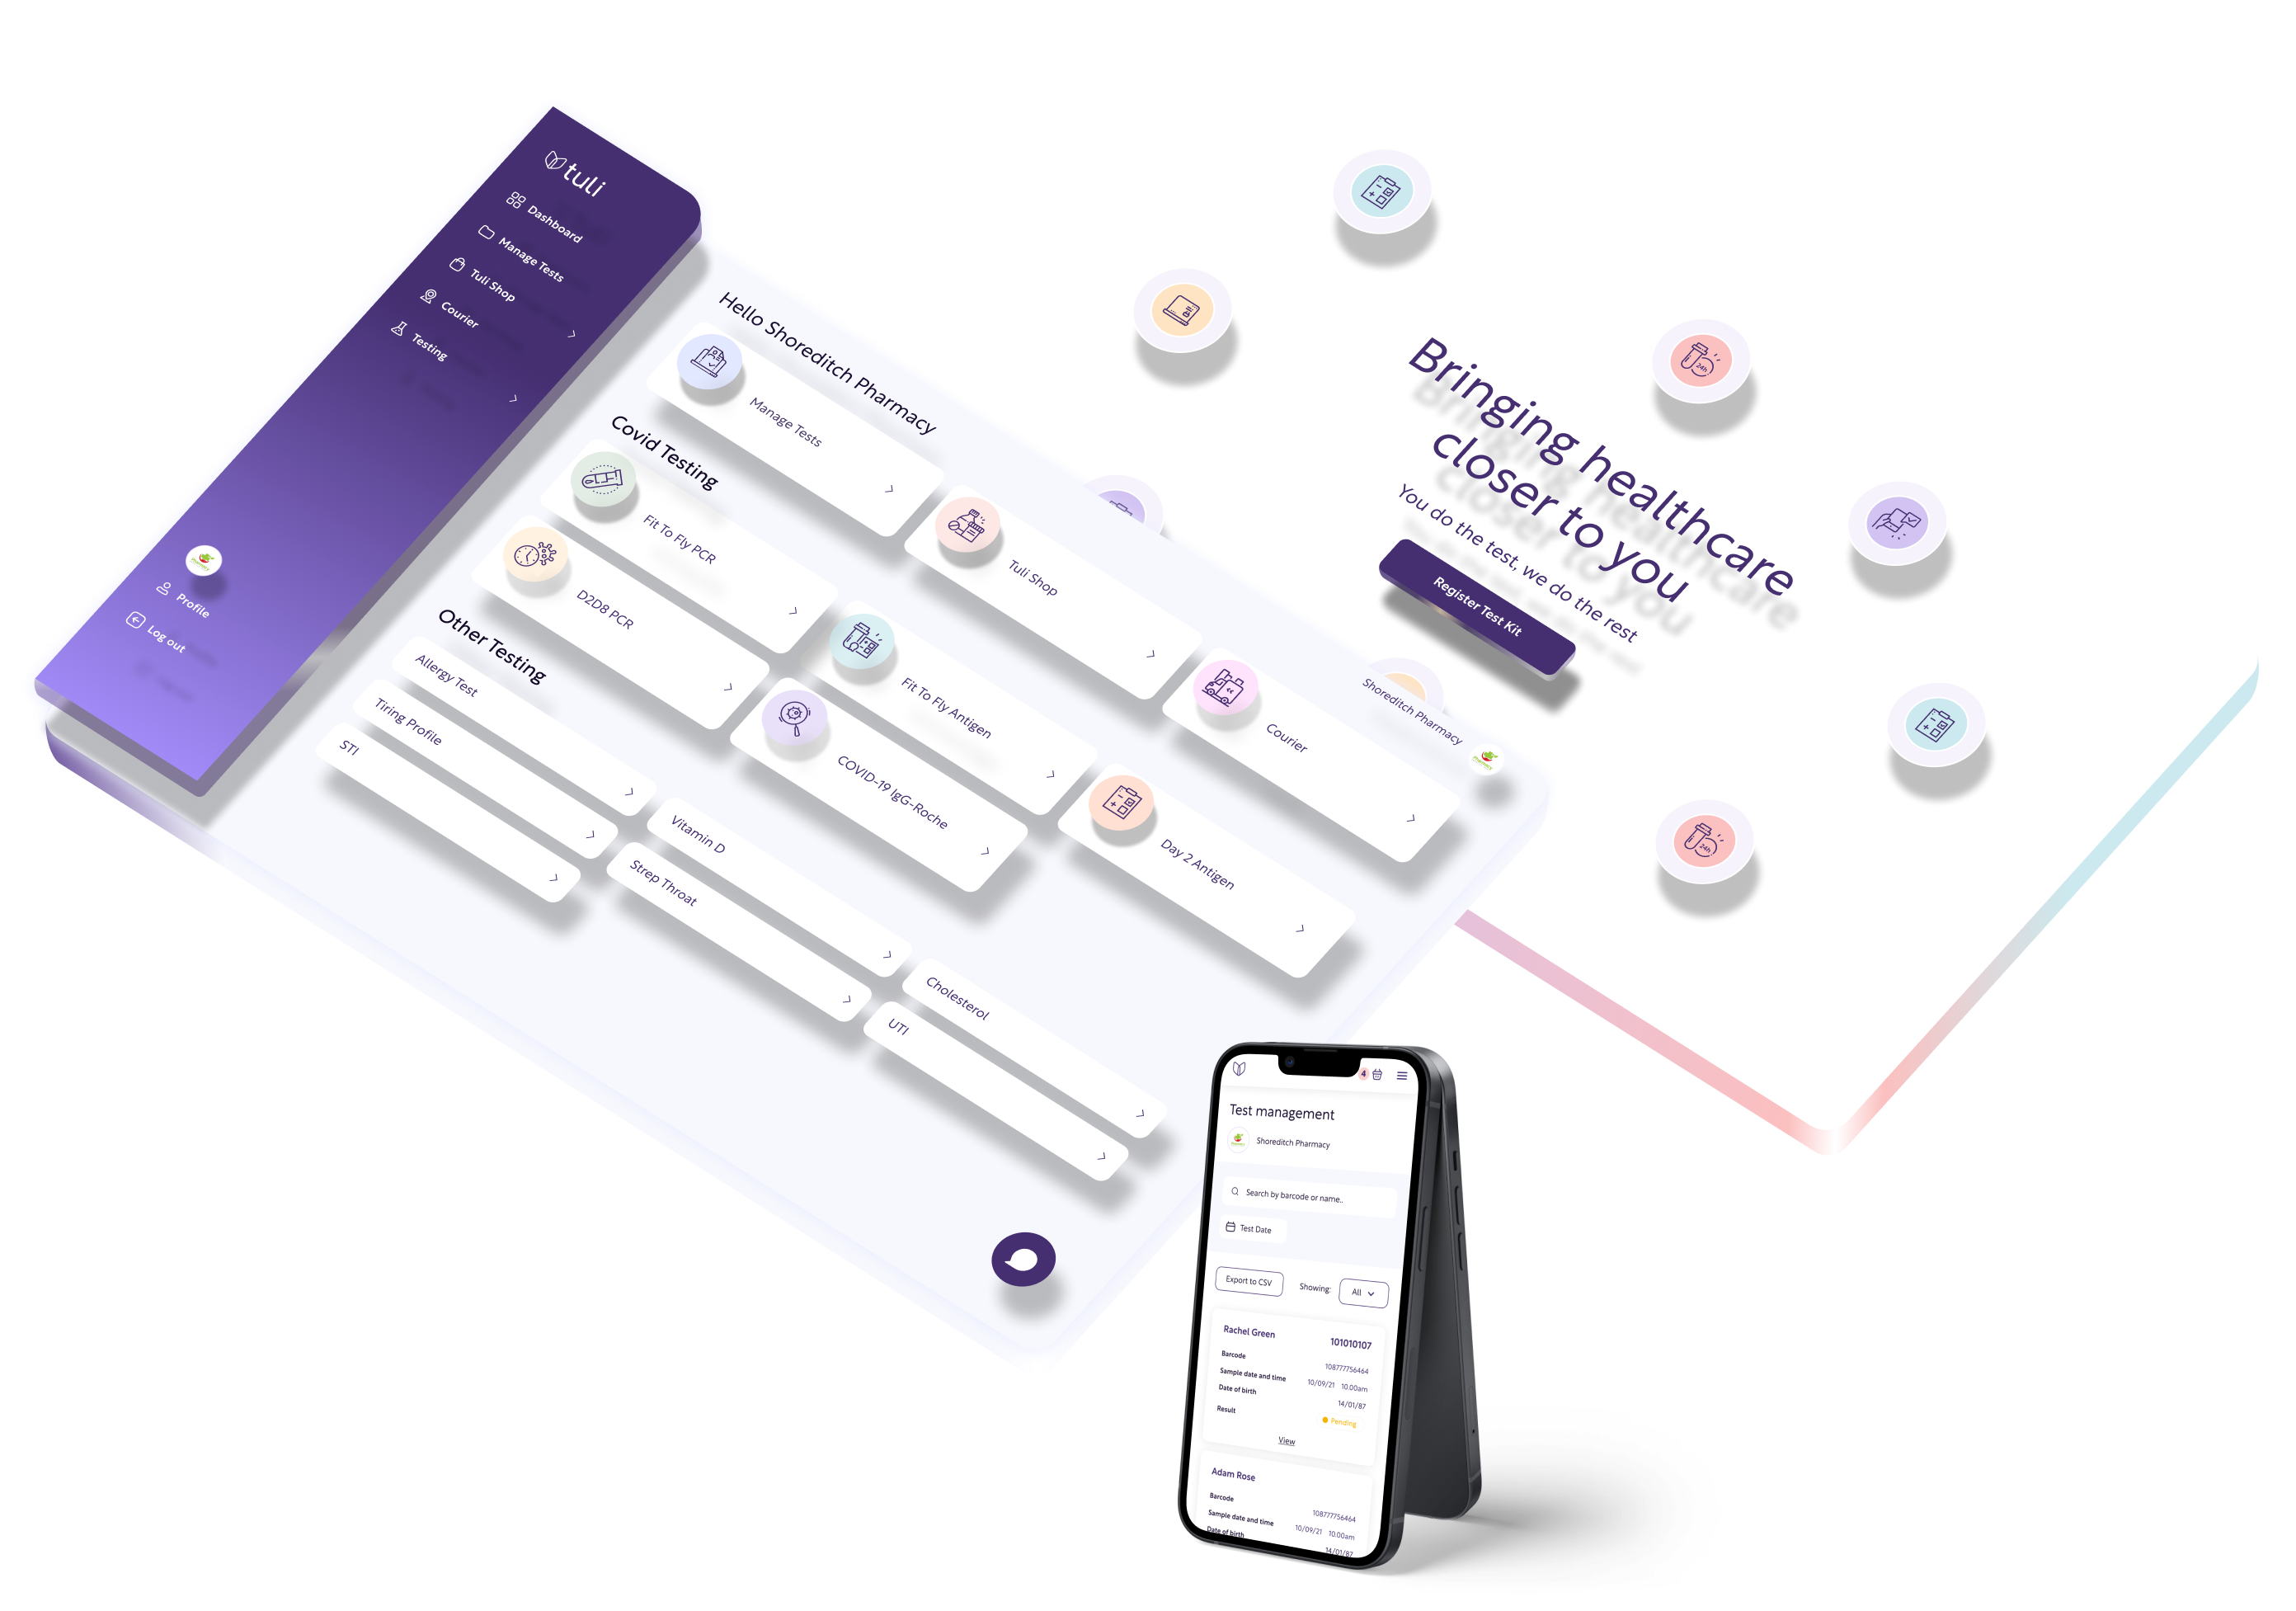 tuli
Dashboard
Manage Tests
Tuli Shop
Courier
Testing
Profile
Log out
Shoreditch Pharmacy
Hello Shoreditch Pharmacy
Manage Tests
Tuli Shop
Courier
Covid Testing
Fit To Fly PCR
Fit To Fly Antigen
Day 2 Antigen
D2D8 PCR
COVID-19 IgG-Roche
Other Testing
Allergy Test
Vitamin D
Cholesterol
Tiring Profile
Strep Throat
UTI
STI
Bringing healthcare
closer to you
You do the test, we do the rest
Register Test Kit
24h
24h
4
Test management
Shoreditch Pharmacy
Search by barcode or name..
Test Date
Export to CSV
Showing:
All
Rachel Green 101010107
Barcode 108777756464
Sample date and time 10/09/21 10.00am
Date of birth 14/01/87
Result Pending
View
Adam Rose
Barcode 108777756464
Sample date and time 10/09/21 10.00am
Date of birth 14/01/87